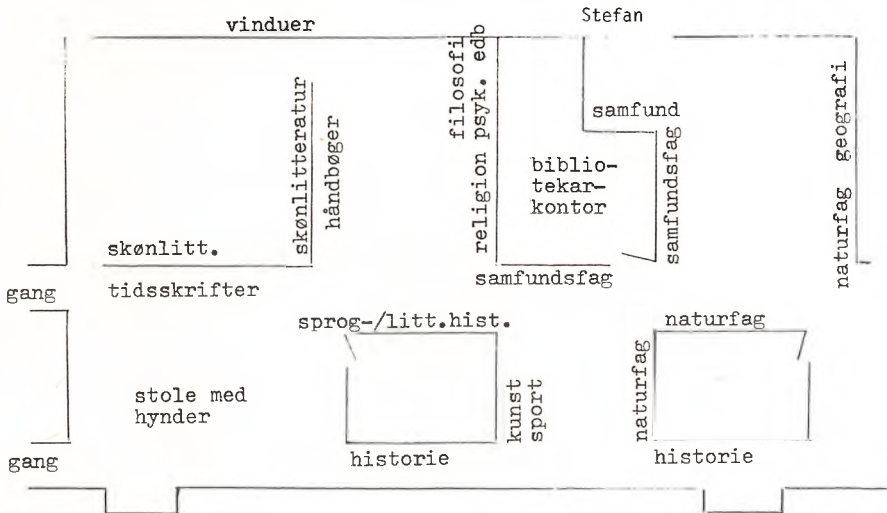 vinduer
Stefan
skønlitteratur
håndbøger
filosofi
religion psyk. edb
samfund
biblio-
tekar-
kontor
samfundsfag
naturfag geografi
skønlitt.
tidsskrifter
samfundsfag
gang
sprog-/litt.hist.
naturfag
stole med
hynder
kunst
sport
naturfag
gang
historie
historie